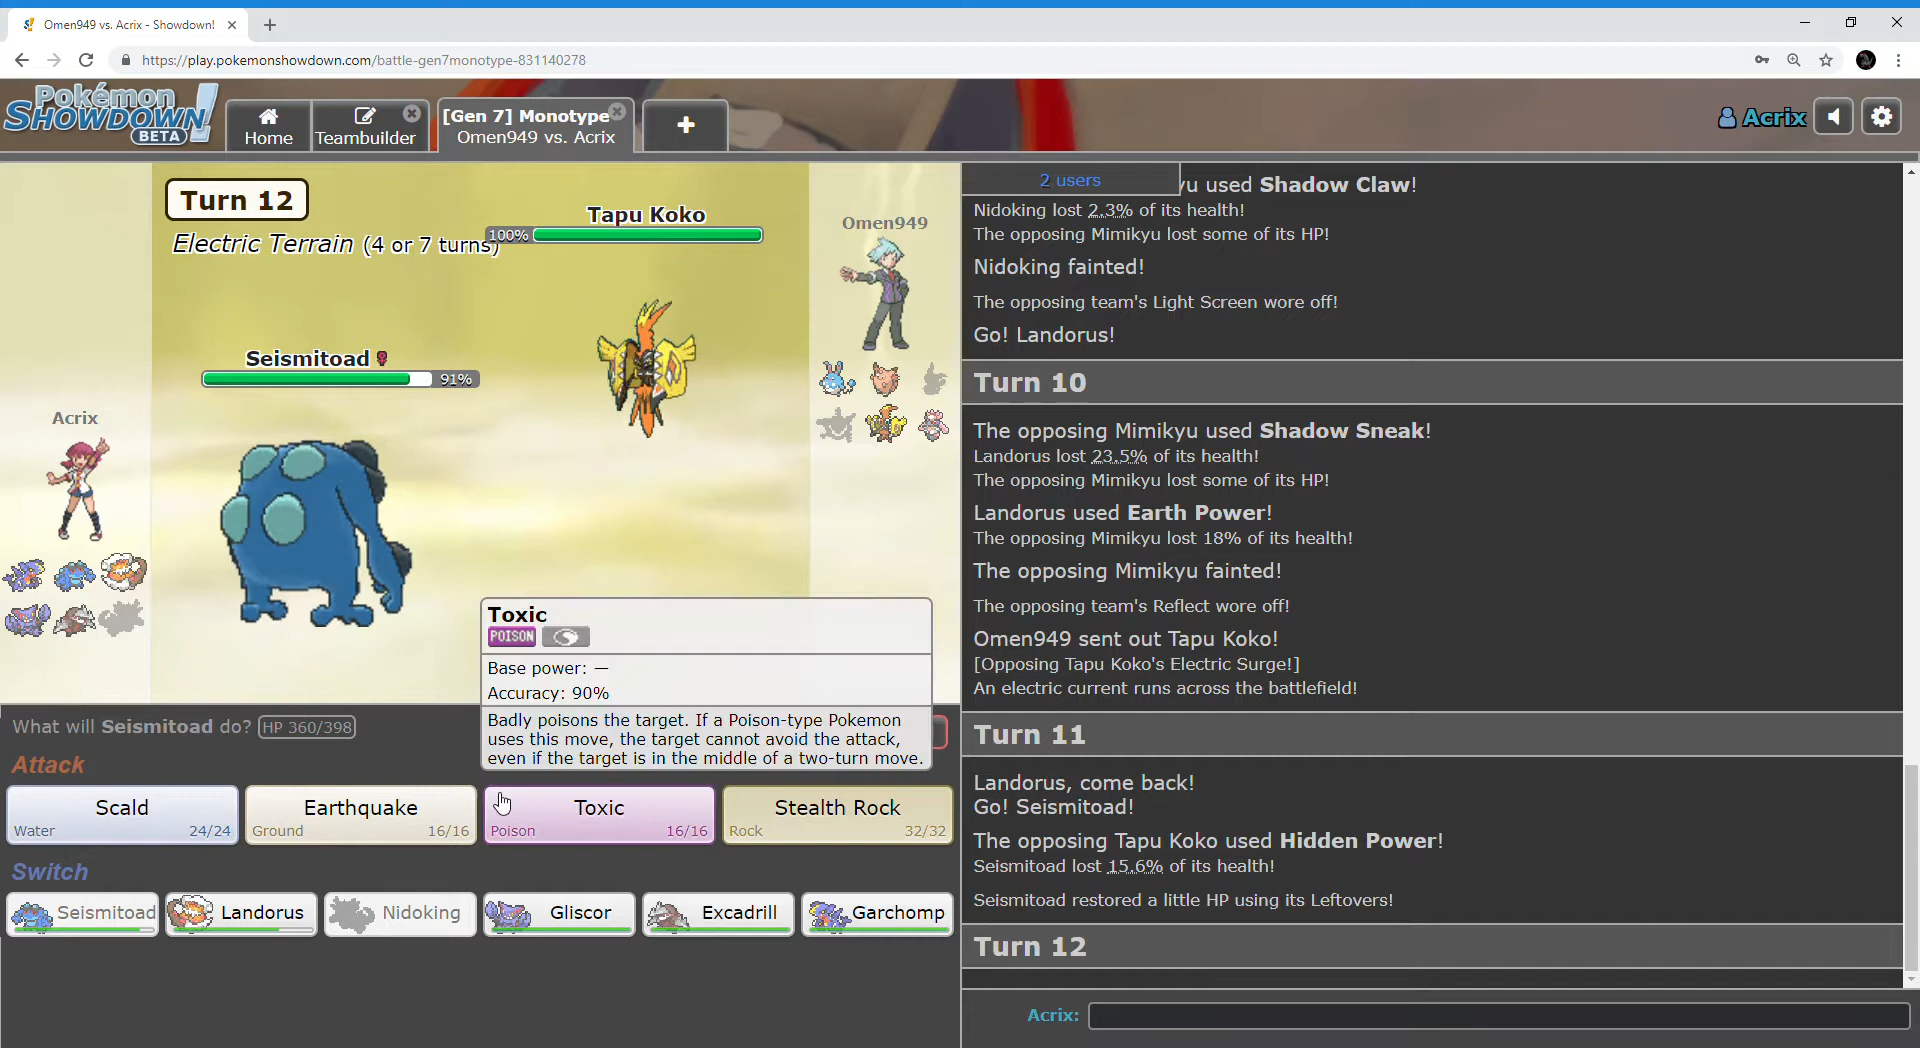 Omen949 vs. Acrix - Showdown!
https://play.pokemonshowdown.com/battle-gen7monotype-831140278
Pokémon
SHOWDOWN!
BETA
Home
Teambuilder
[Gen 7] Monotype
Omen949 vs. Acrix
Acrix
Turn 12
Electric Terrain (4 or 7 turns)
Tapu Koko
100%
Omen949
Seismitoad
91%
Acrix
Toxic
POISON
Base power: —
Accuracy: 90%
Badly poisons the target. If a Poison-type Pokemon
uses this move, the target cannot avoid the attack,
even if the target is in the middle of a two-turn move.
What will Seismitoad do? HP 360/398
Attack
Scald
Water 24/24
Earthquake
Ground 16/16
Toxic
Poison 16/16
Stealth Rock
Rock 32/32
Switch
Seismitoad
Landorus
Nidoking
Gliscor
Excadrill
Garchomp
2 users
yu used Shadow Claw!
Nidoking lost 2.3% of its health!
The opposing Mimikyu lost some of its HP!
Nidoking fainted!
The opposing team's Light Screen wore off!
Go! Landorus!
Turn 10
The opposing Mimikyu used Shadow Sneak!
Landorus lost 23.5% of its health!
The opposing Mimikyu lost some of its HP!
Landorus used Earth Power!
The opposing Mimikyu lost 18% of its health!
The opposing Mimikyu fainted!
The opposing team's Reflect wore off!
Omen949 sent out Tapu Koko!
[Opposing Tapu Koko's Electric Surge!]
An electric current runs across the battlefield!
Turn 11
Landorus, come back!
Go! Seismitoad!
The opposing Tapu Koko used Hidden Power!
Seismitoad lost 15.6% of its health!
Seismitoad restored a little HP using its Leftovers!
Turn 12
Acrix: